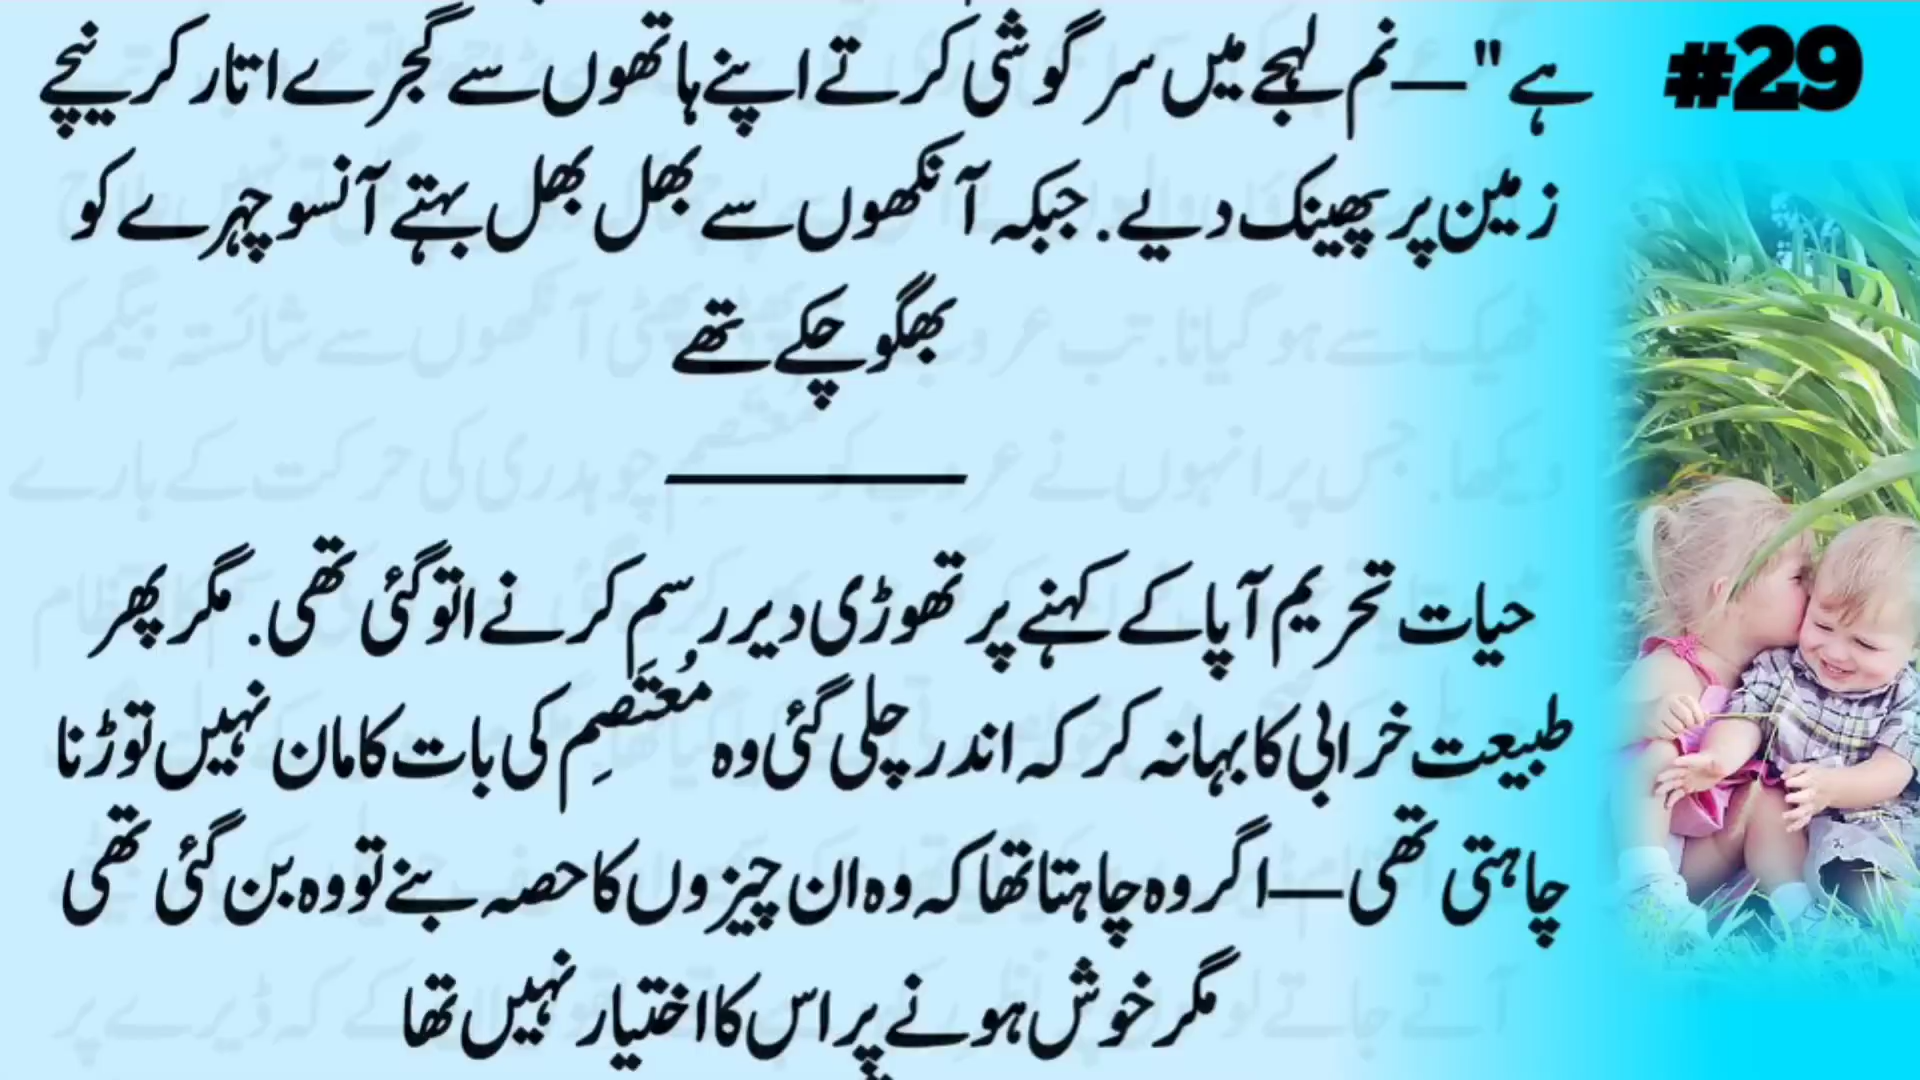 #29
ہے"—نم لہجے میں سرگوشی کرتے اپنے ہاتھوں سے گجرے اتار کر نیچے
زمین پر پھینک دیے. جبکہ آنکھوں سے بھل بھل بہتے آنسو چہرے کو
بھگو چکے تھے
حیات تحریم آپا کے کہنے پر تھوڑی دیر رسم کرنے اتو گئی تھی. مگر پھر
طبیعت خرابی کا بہانہ کر کہ اندر چلی گئی وہ مُعتَصِم کی بات کا مان نہیں توڑنا
چاہتی تھی—اگر وہ چاہتا تھا کہ وہ ان چیزوں کا حصہ بنے تو وہ بن گئی تھی
مگر خوش ہونے پر اس کا اختیار نہیں تھا